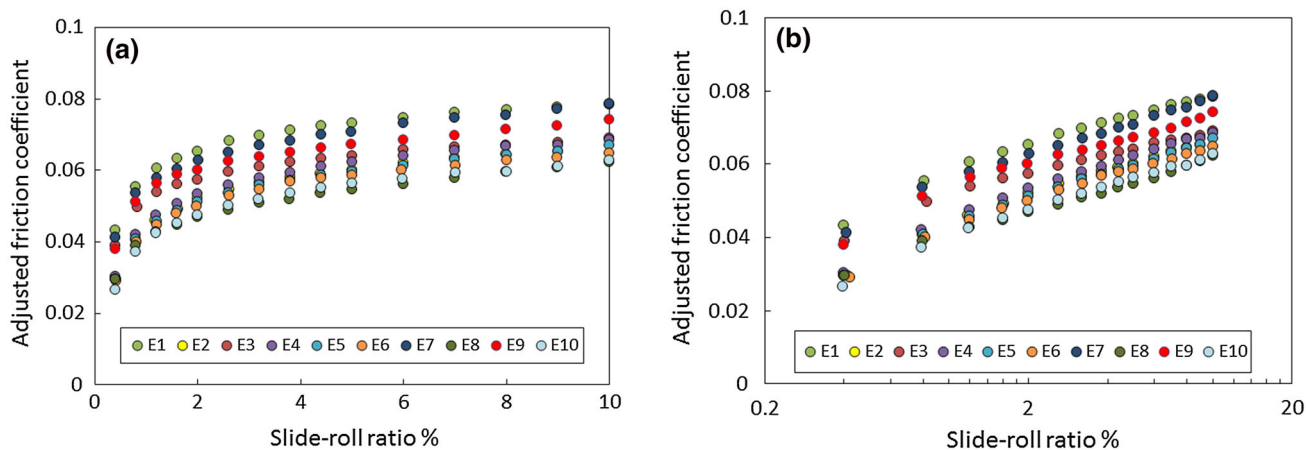 (a)
Adjusted friction coefficient
0.1
0.08
0.06
0.04
0.02
0
E1 E2 E3 E4 E5 E6 E7 E8 E9 E10
0 2 4 6 8 10
Slide-roll ratio %
(b)
Adjusted friction coefficient
0.1
0.08
0.06
0.04
0.02
0
E1 E2 E3 E4 E5 E6 E7 E8 E9 E10
0.2 2 20
Slide-roll ratio %